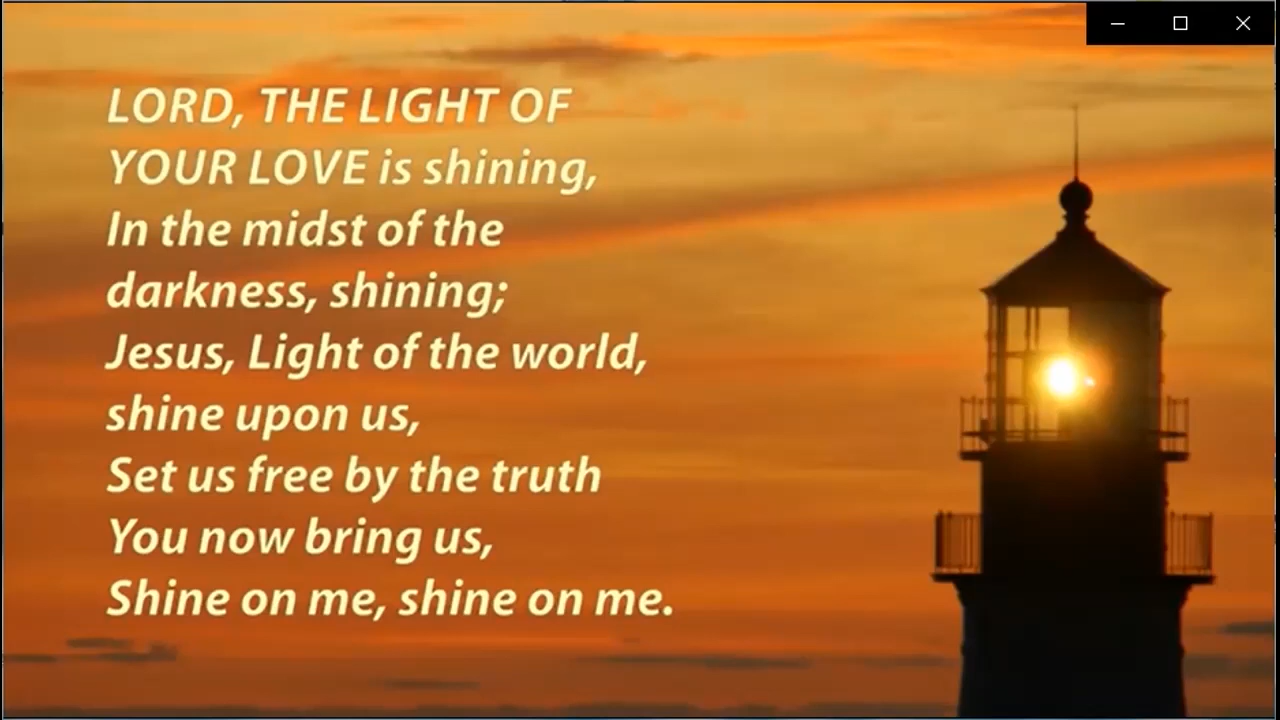 LORD, THE LIGHT OF
YOUR LOVE is shining,
In the midst of the
darkness, shining;
Jesus, Light of the world,
shine upon us,
Set us free by the truth
You now bring us,
Shine on me, shine on me.